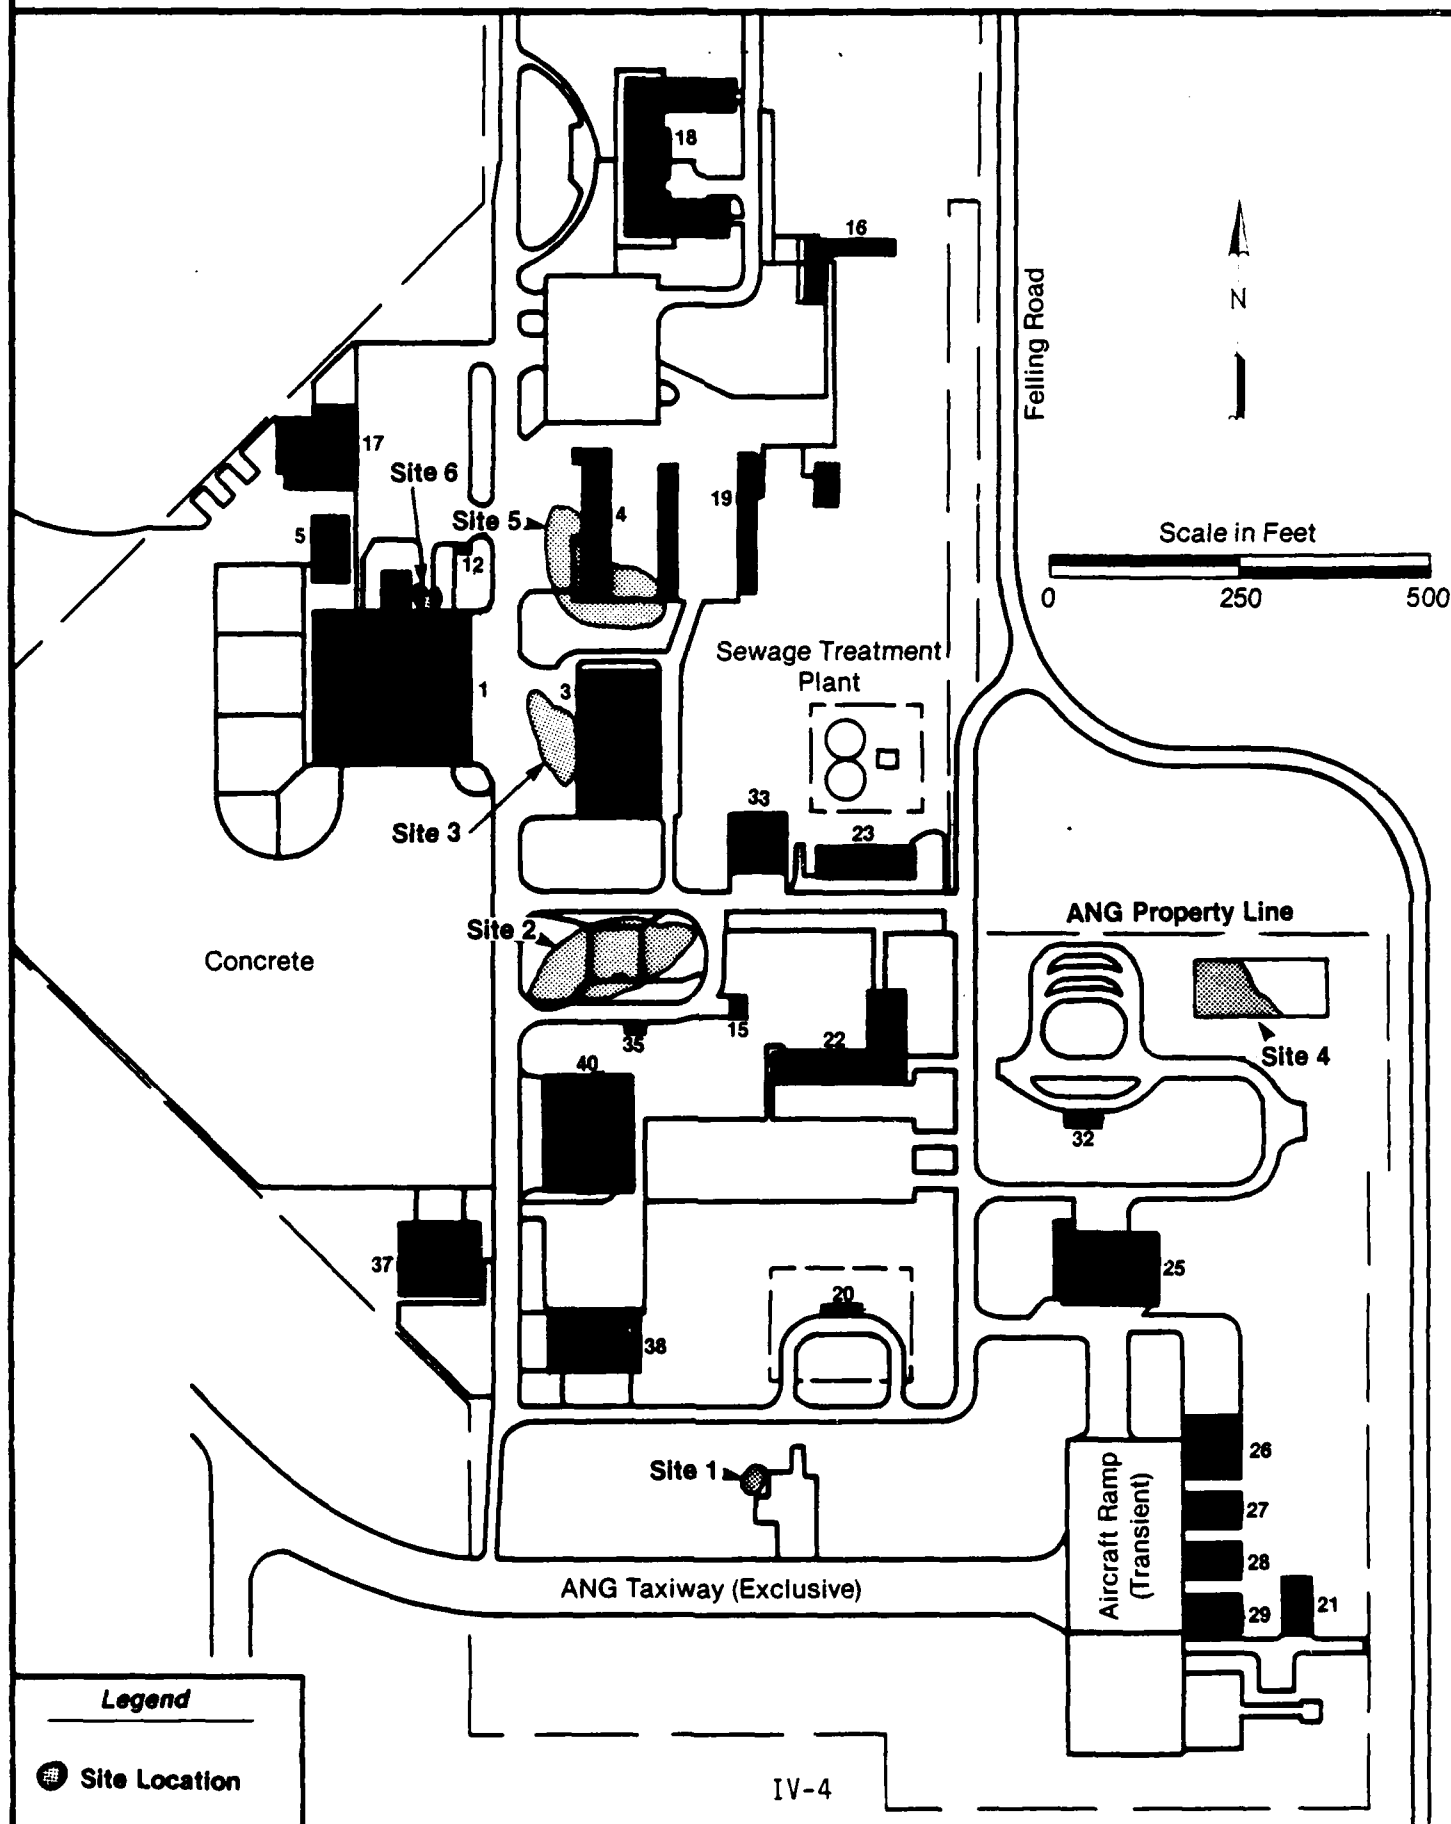 18
16
N
Felling Road
17
Site 6
19
4
Site 5
5
12
Scale in Feet
0 250 500
Sewage Treatment
Plant
1
3
33
Site 3
23
ANG Property Line
Site 2
Concrete
15
35
22
Site 4
40
32
37
25
20
38
26
Site 1
Aircraft Ramp
(Transient)
27
28
ANG Taxiway (Exclusive)
29
21
Legend
Site Location
IV-4